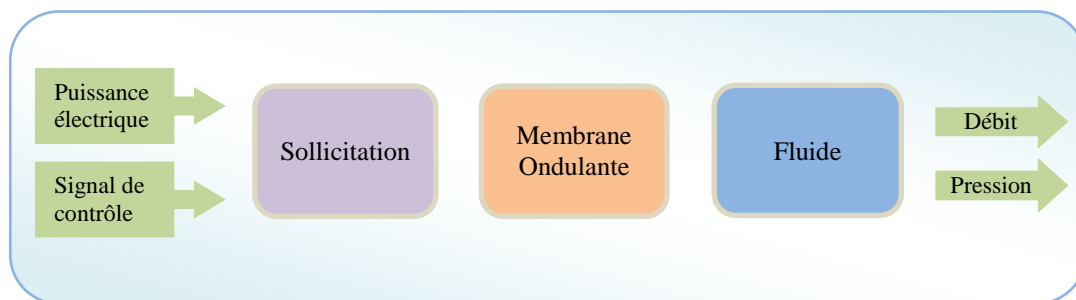 Puissance
électrique
Signal de
contrôle
Sollicitation
Membrane
Ondulante
Fluide
Débit
Pression